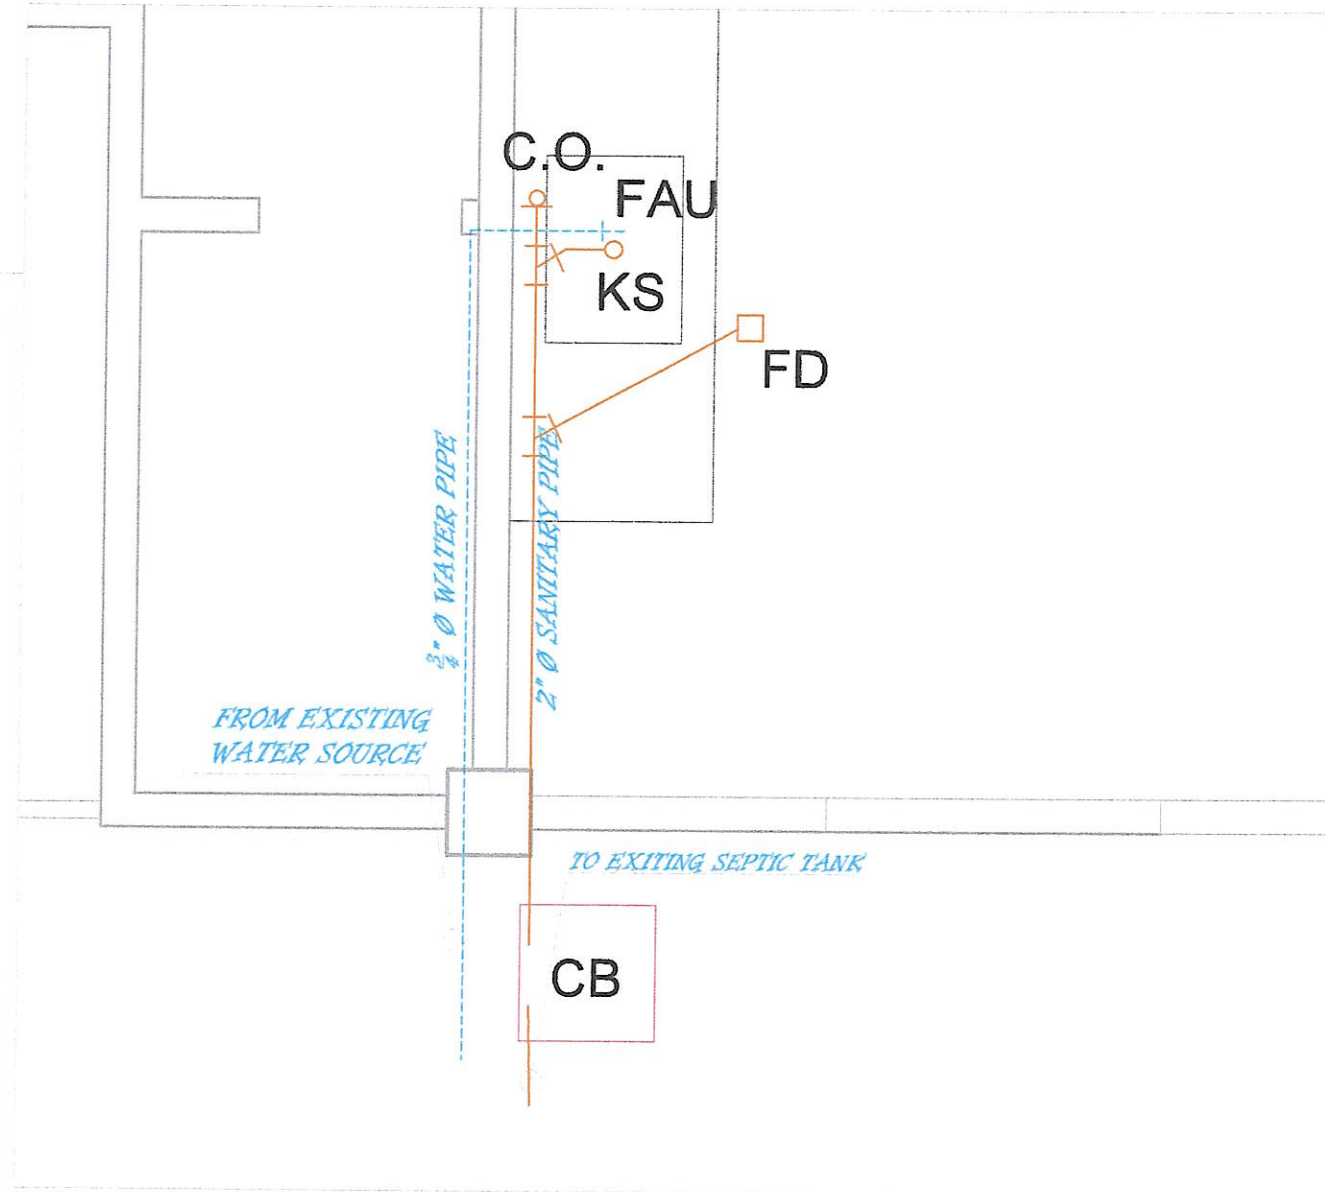 C.O.
FAU
KS
FD
3/4" Ø WATER PIPE
2" Ø SANITARY PIPE
FROM EXISTING
WATER SOURCE
TO EXITING SEPTIC TANK
CB